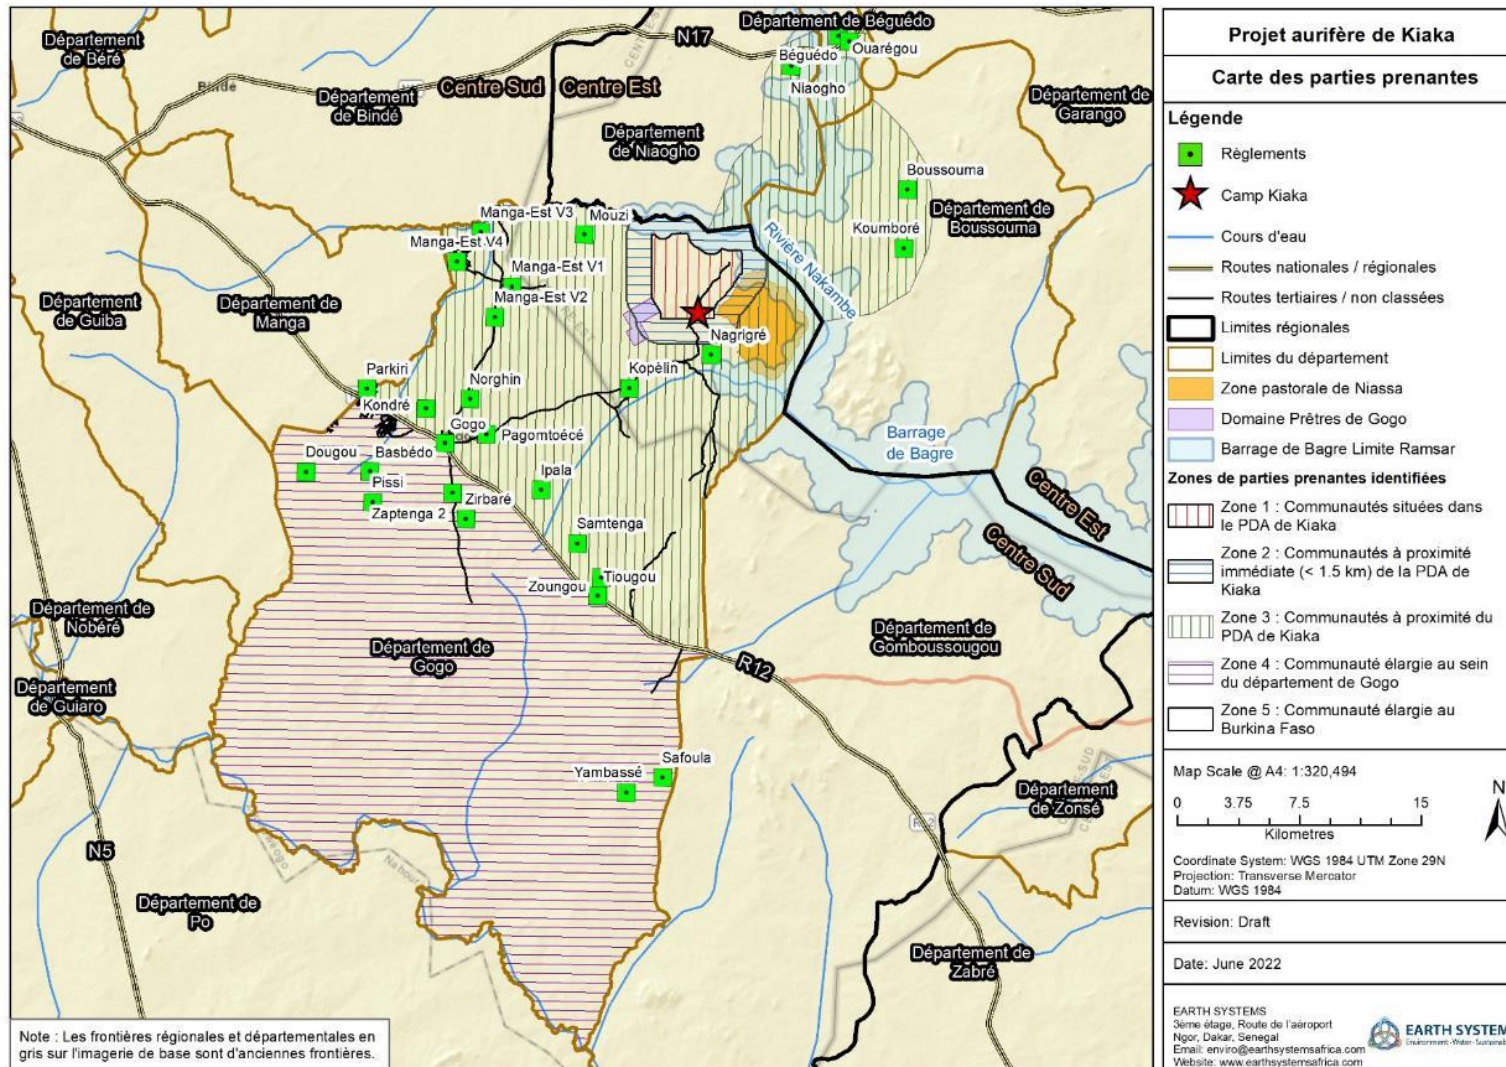 Projet aurifère de Kiaka
Carte des parties prenantes
Légende
Règlements
Camp Kiaka
Cours d'eau
Routes nationales / régionales
Routes tertiaires / non classées
Limites régionales
Limites du département
Zone pastorale de Niassa
Domaine Prêtres de Gogo
Barrage de Bagre Limite Ramsar
Zones de parties prenantes identifiées
Zone 1 : Communautés situées dans
le PDA de Kiaka
Zone 2 : Communautés à proximité
immédiate (< 1.5 km) de la PDA de
Kiaka
Zone 3 : Communautés à proximité du
PDA de Kiaka
Zone 4 : Communauté élargie au sein
du département de Gogo
Zone 5 : Communauté élargie au
Burkina Faso
Map Scale @ A4: 1:320,494
N
0 3.75 7.5 15
Kilometres
Coordinate System: WGS 1984 UTM Zone 29N
Projection: Transverse Mercator
Datum: WGS 1984
Revision: Draft
Date: June 2022
EARTH SYSTEMS
3ème étage, Route de l'aéroport
Ngor, Dakar, Senegal
Email: enviro@earthsystemsafrica.com
Website: www.earthsystemsafrica.com
EARTH SYSTEM
Département
de Béré
Département de Béguédo
N17
Ouarégou
Béguédo
Niaogho
Bindé
Centre Sud
Centre Est
Département
de Bindé
Département de
Garango
Département
de Niaogho
Boussouma
Département de
Boussouma
Koumboré
Manga-Est V3
Mouzi
Manga-Est V4
Manga-Est V1
Manga-Est V2
Rivière Nakambe
Département
de Guiba
Département de
Manga
Nagrigré
Parkiri
Kopèlin
Norghin
Kondré
Gogo
Pagomtoécé
Barrage
de Bagre
Dougou
Basbédo
Pissi
Ipala
Zirbaré
Zaptenga 2
Centre Est
Centre Sud
Samtenga
Tiougou
Zoungou
Département de
Nobéré
Département de
Gogo
Département de
Gomboussougou
R12
Département
de Guiaro
Safoula
Yambassé
Département
de Zonsé
N5
Département de
Po
Nahouri
Département de
Zabré
Note : Les frontières régionales et départementales en
gris sur l'imagerie de base sont d'anciennes frontières.